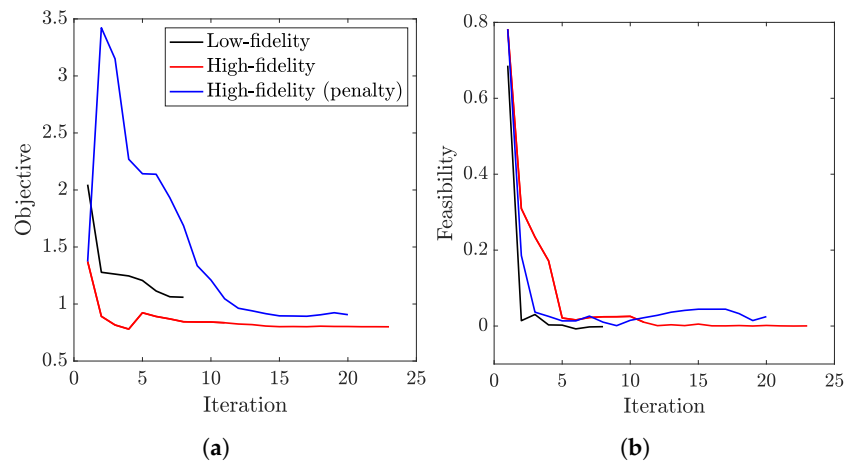 3.5
3
2.5
2
1.5
1
0.5
0
5
10
15
20
25
Objective
Iteration
Low-fidelity
High-fidelity
High-fidelity (penalty)
(a)
0.8
0.6
0.4
0.2
0
0
5
10
15
20
25
Feasibility
Iteration
(b)